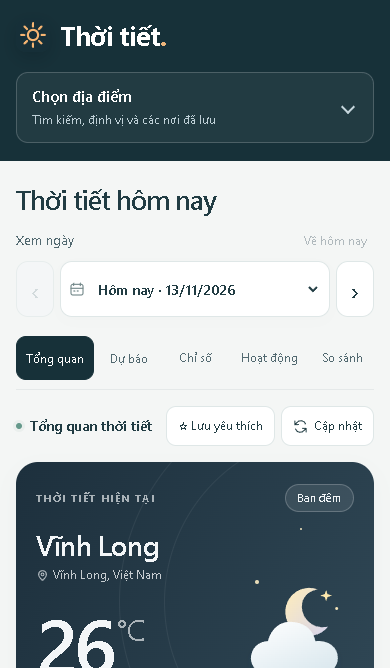 Thời tiết.
Chọn địa điểm
Tìm kiếm, định vị và các nơi đã lưu
Thời tiết hôm nay
Xem ngày
Về hôm nay
Hôm nay · 13/11/2026
Tổng quan
Dự báo
Chỉ số
Hoạt động
So sánh
Tổng quan thời tiết
☆ Lưu yêu thích
Cập nhật
THỜI TIẾT HIỆN TẠI
Ban đêm
Vĩnh Long
Vĩnh Long, Việt Nam
26°C